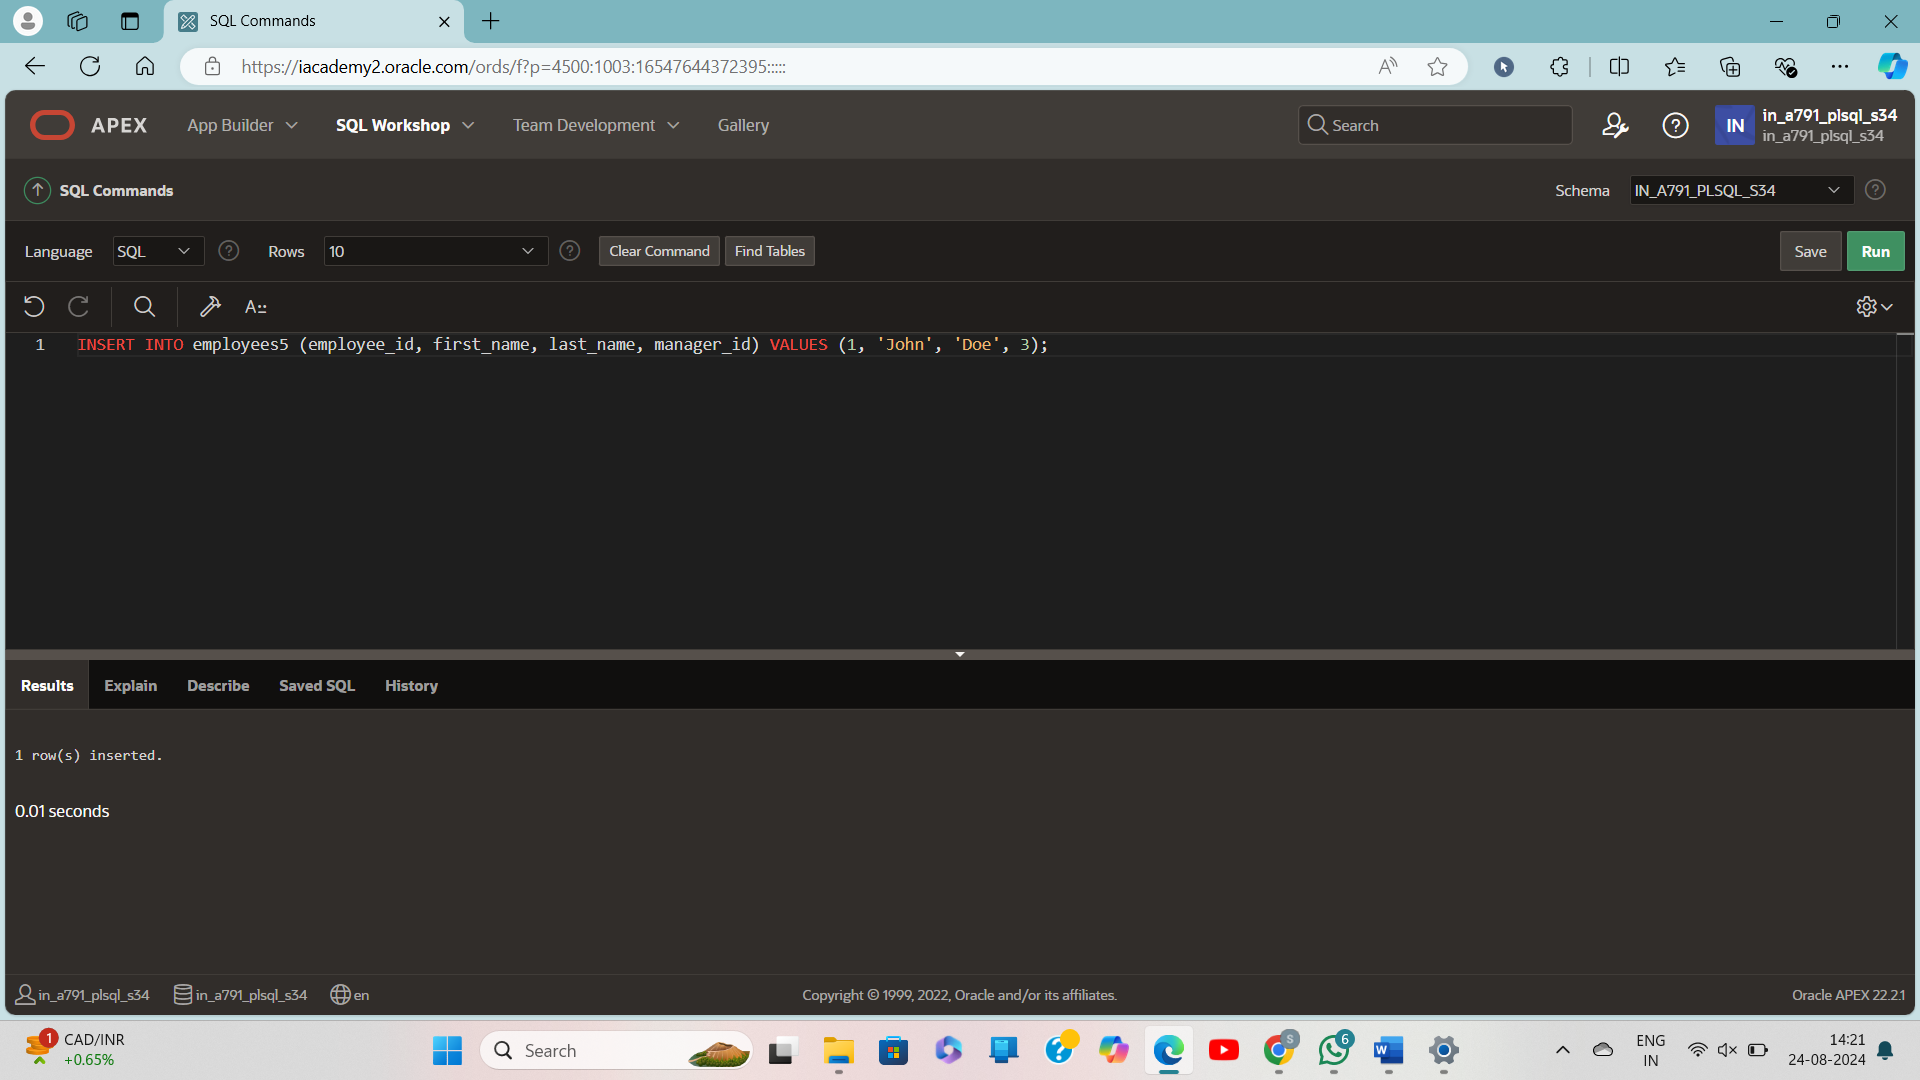 SQL Commands
https://iacademy2.oracle.com/ords/f?p=4500:1003:16547644372395:::::
APEX App Builder SQL Workshop Team Development Gallery Search IN in_a791_plsql_s34
in_a791_plsql_s34
SQL Commands Schema IN_A791_PLSQL_S34
Language SQL Rows 10 Clear Command Find Tables Save Run
A::
1 INSERT INTO employees5 (employee_id, first_name, last_name, manager_id) VALUES (1, 'John', 'Doe', 3);
Results Explain Describe Saved SQL History
1 row(s) inserted.
0.01 seconds
in_a791_plsql_s34 in_a791_plsql_s34 en Copyright © 1999, 2022, Oracle and/or its affiliates. Oracle APEX 22.2.1
1 CAD/INR
+0.65%
Search
S
6
W
ENG
IN
14:21
24-08-2024